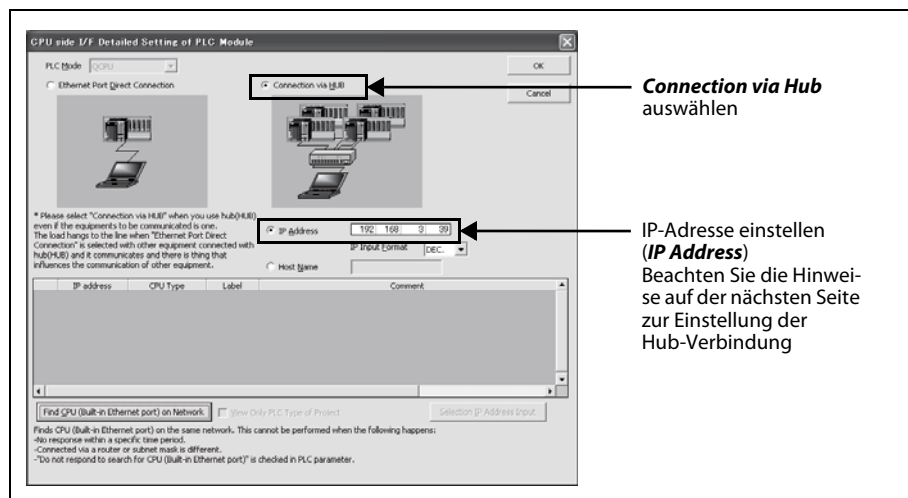 CPU side I/F Detailed Setting of PLC Module
PLC Mode QCPU
OK
Cancel
Ethernet Port Direct Connection
Connection via HUB
Connection via Hub
auswählen
* Please select "Connection via HUB" when you use hub(HUB)
even if the equipments to be communicated is one.
The load hangs to the line when "Ethernet Port Direct
Connection" is selected with other equipment connected with
hub(HUB) and it communicates and there is thing that
influences the communication of other equipment.
IP Address 192 168 3 39
IP Input Format DEC.
Host Name
IP-Adresse einstellen
(IP Address)
Beachten Sie die Hinwei-
se auf der nächsten Seite
zur Einstellung der
Hub-Verbindung
IP address CPU Type Label Comment
Find CPU (Built-in Ethernet port) on Network View Only PLC Type of Project Selection IP Address Input
Finds CPU (Built-in Ethernet port) on the same network. This cannot be performed when the following happens:
-No response within a specific time period.
-Connected via a router or subnet mask is different.
-"Do not respond to search for CPU (Built-in Ethernet port)" is checked in PLC parameter.